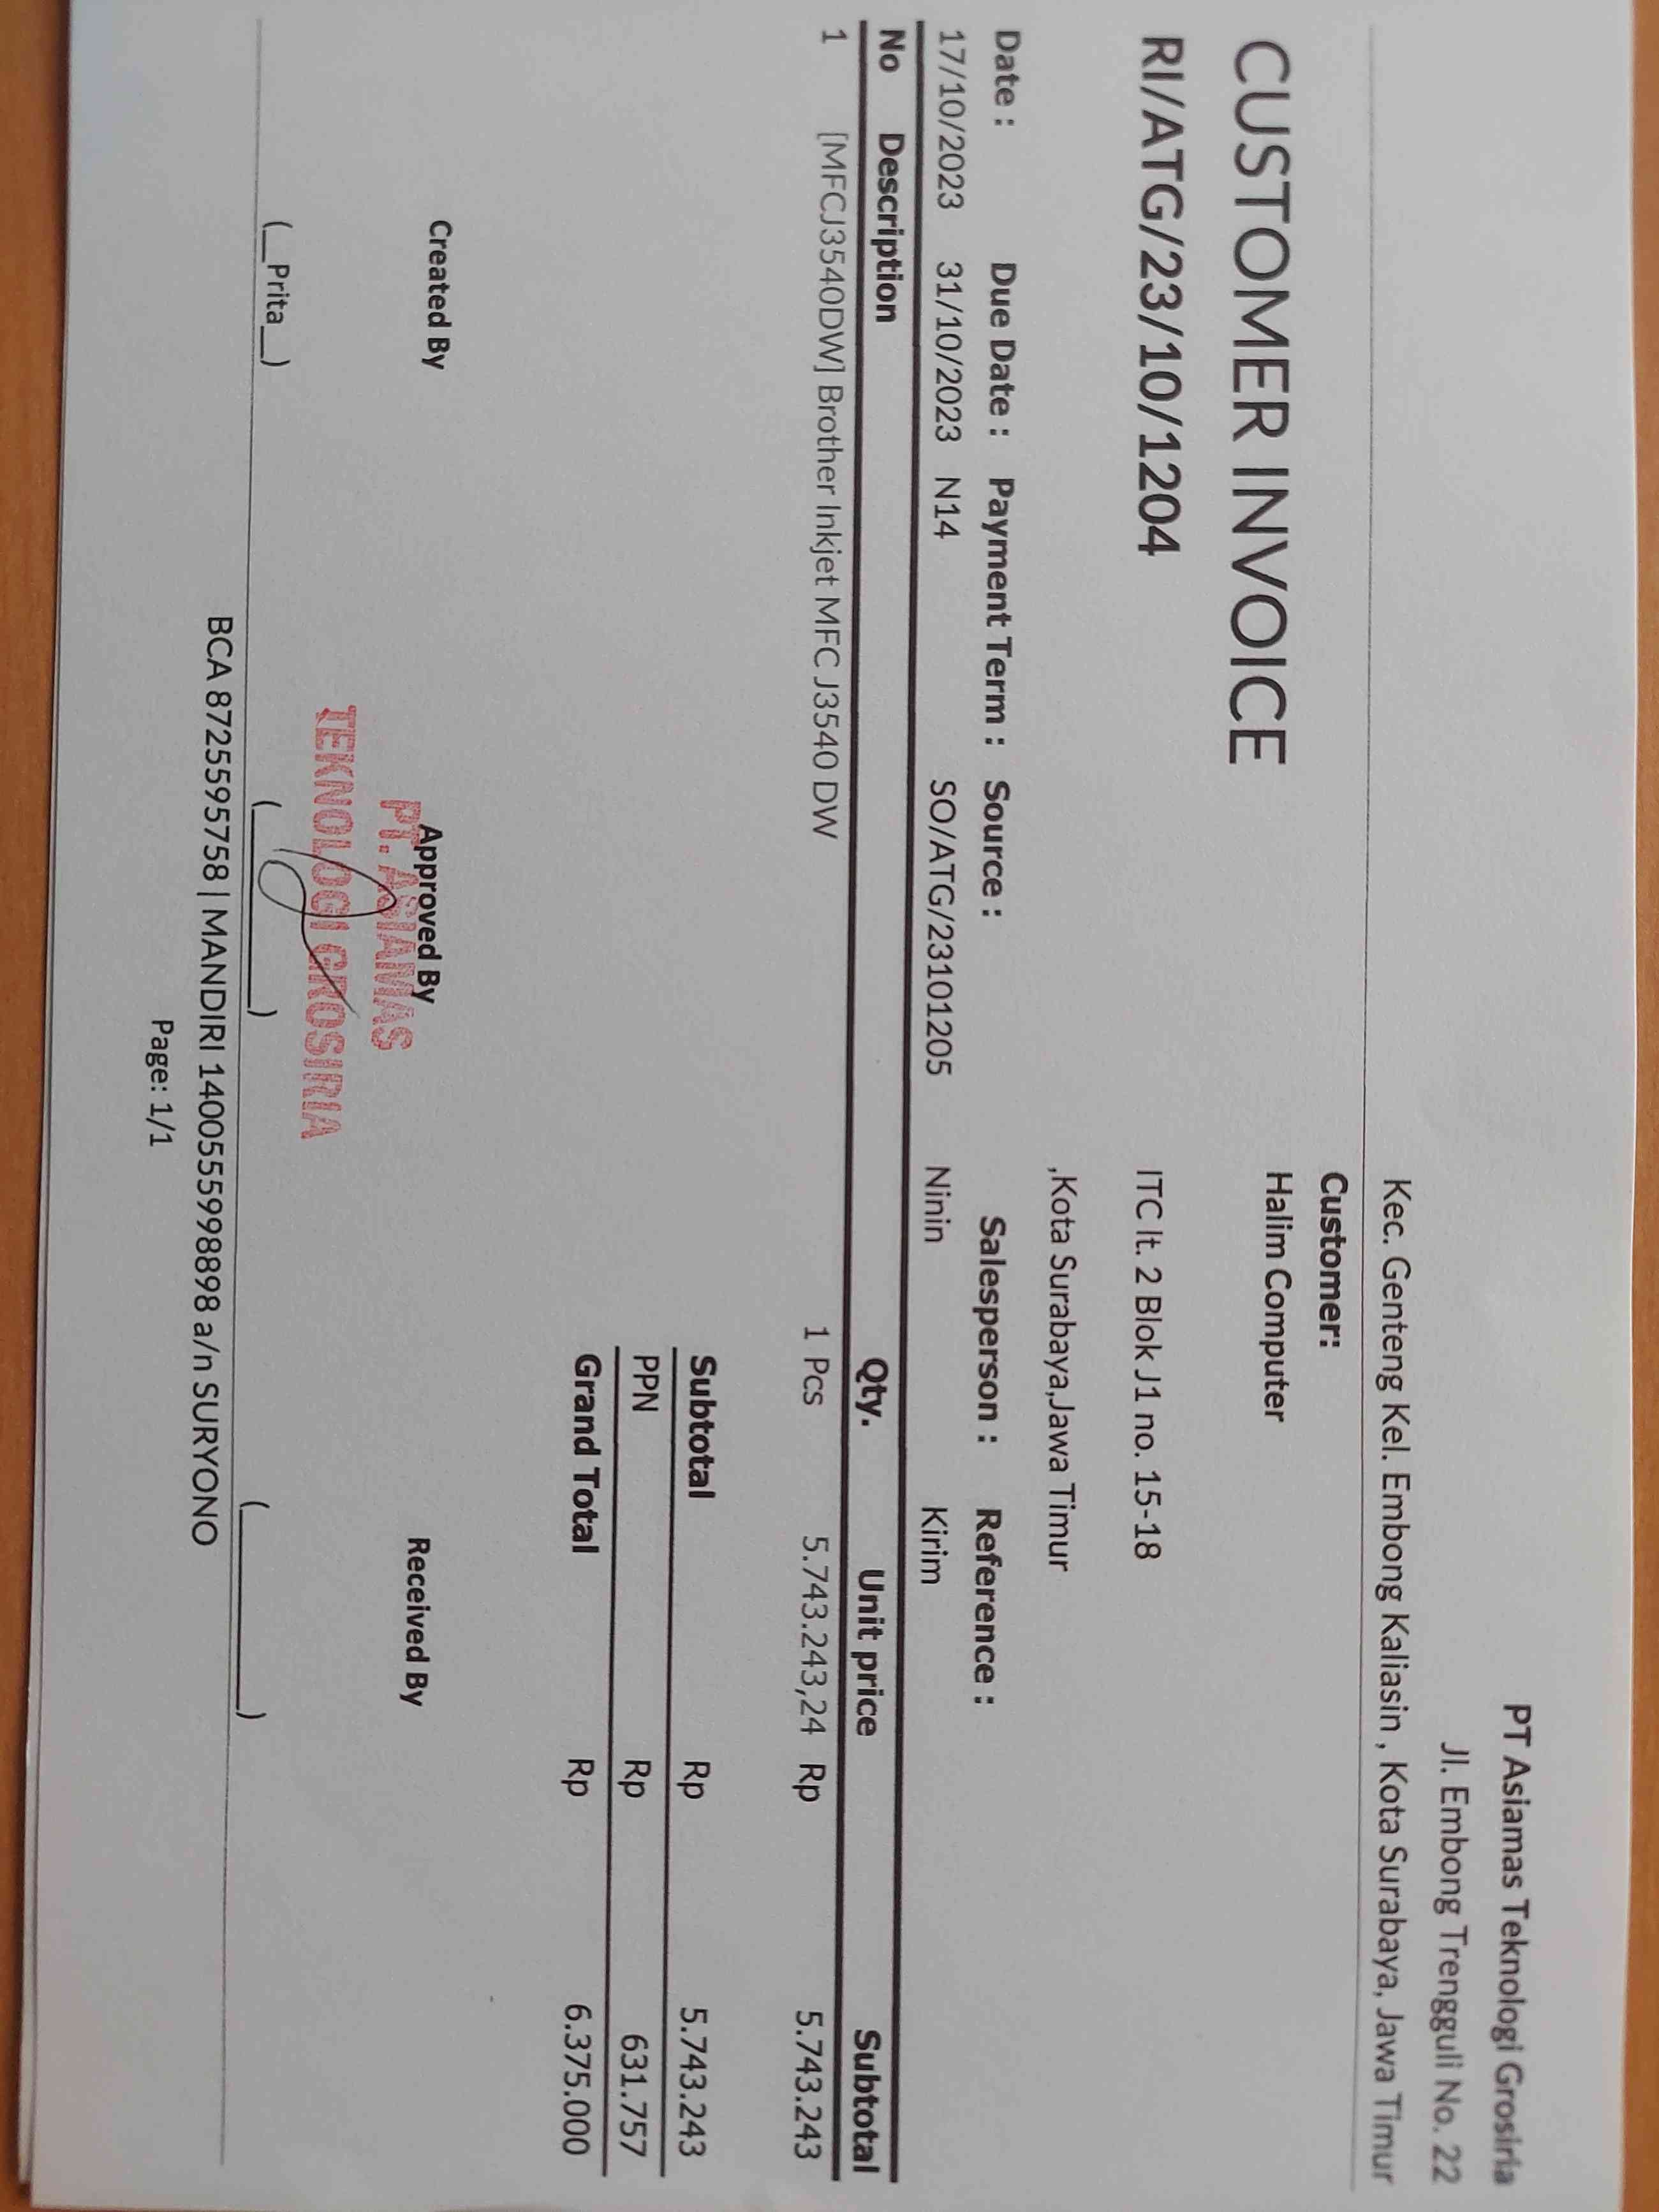 PT Asiamas Teknologi Grosiria
Jl. Embong Trengguli No. 22
Kec. Genteng Kel. Embong Kaliasin , Kota Surabaya, Jawa Timur
CUSTOMER INVOICE
RI/ATG/23/10/1204
Customer:
Halim Computer
ITC lt. 2 Blok J1 no. 15-18
,Kota Surabaya,Jawa Timur
Date : Due Date : Payment Term : Source : Salesperson : Reference :
17/10/2023 31/10/2023 N14 SO/ATG/23101205 Ninin Kirim
No Description Qty. Unit price Subtotal
1 [MFCJ3540DW] Brother Inkjet MFC J3540 DW 1 Pcs 5.743.243,24 Rp 5.743.243
Subtotal Rp 5.743.243
PPN Rp 631.757
Grand Total Rp 6.375.000
Created By Approved By Received By
PT. ASIAMAS
TEKNOLOGI GROSIRIA
(__Prita__) (__________) (__________)
BCA 8725595758 | MANDIRI 1400555998898 a/n SURYONO
Page: 1/1